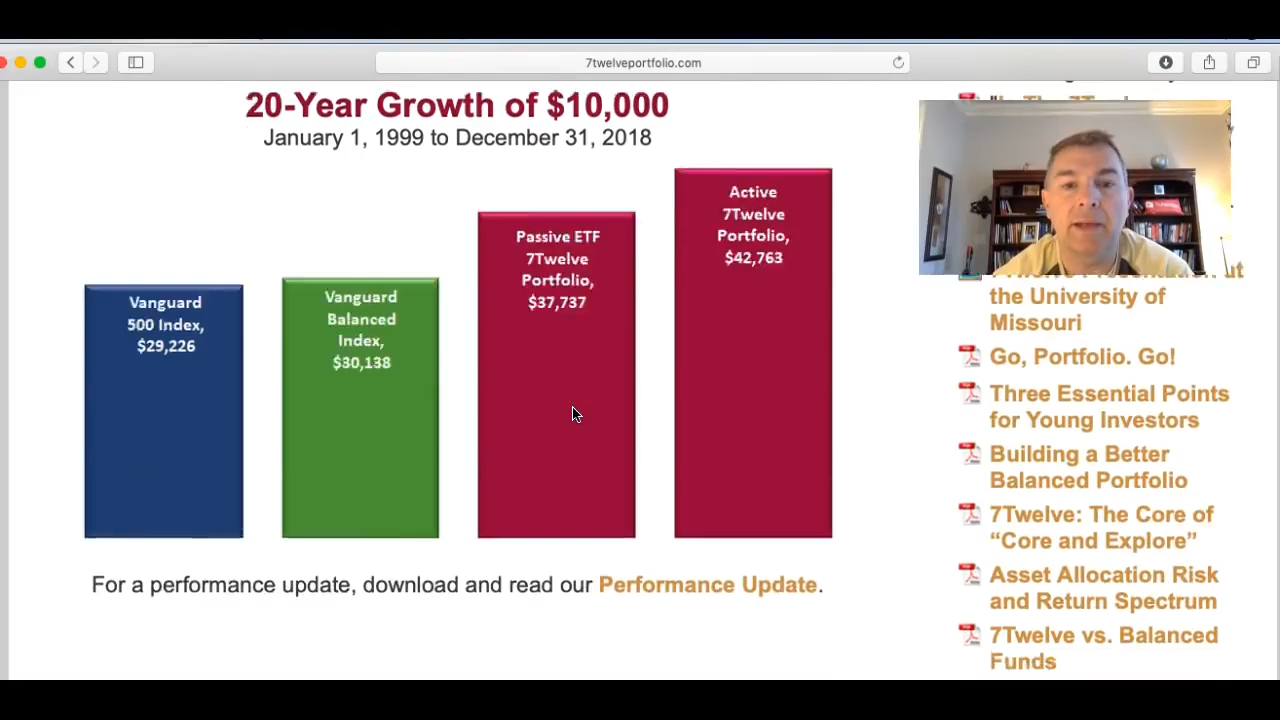 7twelveportfolio.com
20-Year Growth of $10,000
January 1, 1999 to December 31, 2018
Vanguard
500 Index,
$29,226
Vanguard
Balanced
Index,
$30,138
Passive ETF
7Twelve
Portfolio,
$37,737
Active
7Twelve
Portfolio,
$42,763
For a performance update, download and read our Performance Update.
the University of
Missouri
Go, Portfolio. Go!
Three Essential Points
for Young Investors
Building a Better
Balanced Portfolio
7Twelve: The Core of
“Core and Explore”
Asset Allocation Risk
and Return Spectrum
7Twelve vs. Balanced
Funds